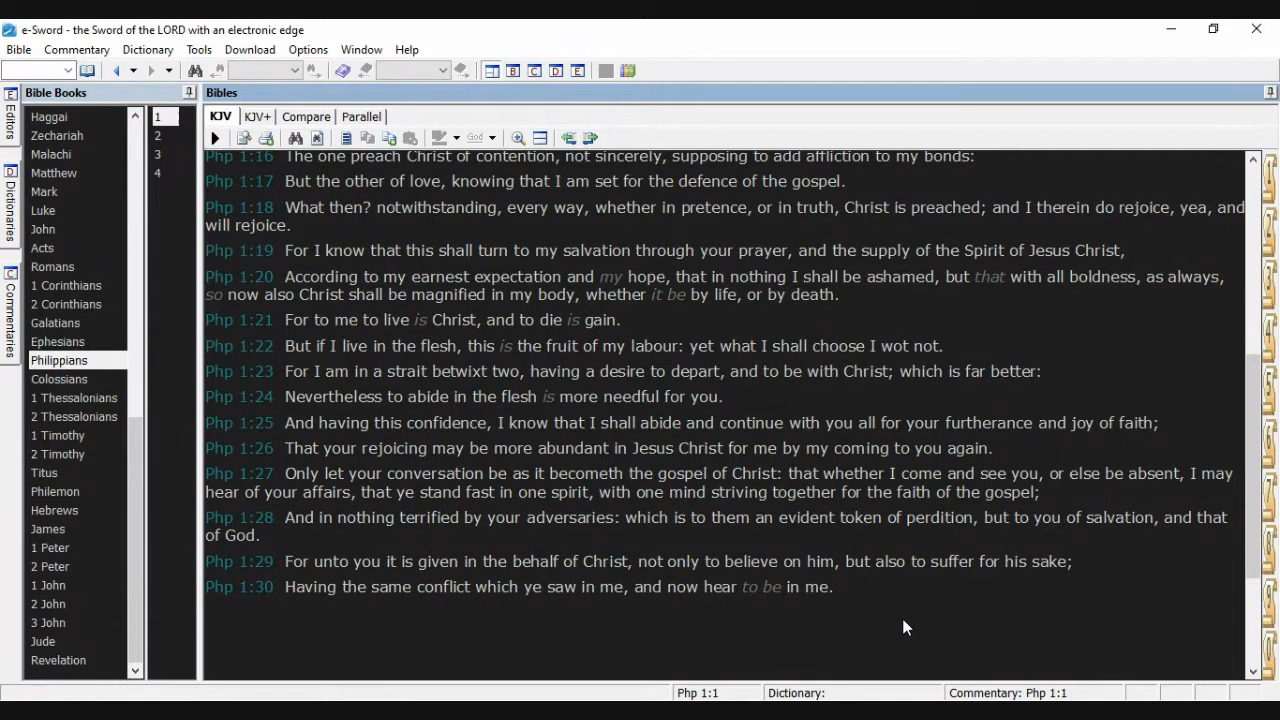 e-Sword - the Sword of the LORD with an electronic edge
Bible Commentary Dictionary Tools Download Options Window Help
B C D E
Bible Books
Bibles
E Editors
D Dictionaries
C Commentaries
Haggai
Zechariah
Malachi
Matthew
Mark
Luke
John
Acts
Romans
1 Corinthians
2 Corinthians
Galatians
Ephesians
Philippians
Colossians
1 Thessalonians
2 Thessalonians
1 Timothy
2 Timothy
Titus
Philemon
Hebrews
James
1 Peter
2 Peter
1 John
2 John
3 John
Jude
Revelation
1
2
3
4
KJV KJV+ Compare Parallel
God
Php 1:16 The one preach Christ of contention, not sincerely, supposing to add affliction to my bonds:
Php 1:17 But the other of love, knowing that I am set for the defence of the gospel.
Php 1:18 What then? notwithstanding, every way, whether in pretence, or in truth, Christ is preached; and I therein do rejoice, yea, and
will rejoice.
Php 1:19 For I know that this shall turn to my salvation through your prayer, and the supply of the Spirit of Jesus Christ,
Php 1:20 According to my earnest expectation and my hope, that in nothing I shall be ashamed, but that with all boldness, as always,
so now also Christ shall be magnified in my body, whether it be by life, or by death.
Php 1:21 For to me to live is Christ, and to die is gain.
Php 1:22 But if I live in the flesh, this is the fruit of my labour: yet what I shall choose I wot not.
Php 1:23 For I am in a strait betwixt two, having a desire to depart, and to be with Christ; which is far better:
Php 1:24 Nevertheless to abide in the flesh is more needful for you.
Php 1:25 And having this confidence, I know that I shall abide and continue with you all for your furtherance and joy of faith;
Php 1:26 That your rejoicing may be more abundant in Jesus Christ for me by my coming to you again.
Php 1:27 Only let your conversation be as it becometh the gospel of Christ: that whether I come and see you, or else be absent, I may
hear of your affairs, that ye stand fast in one spirit, with one mind striving together for the faith of the gospel;
Php 1:28 And in nothing terrified by your adversaries: which is to them an evident token of perdition, but to you of salvation, and that
of God.
Php 1:29 For unto you it is given in the behalf of Christ, not only to believe on him, but also to suffer for his sake;
Php 1:30 Having the same conflict which ye saw in me, and now hear to be in me.
1
2
3
4
5
6
7
8
9
0
Php 1:1 Dictionary: Commentary: Php 1:1